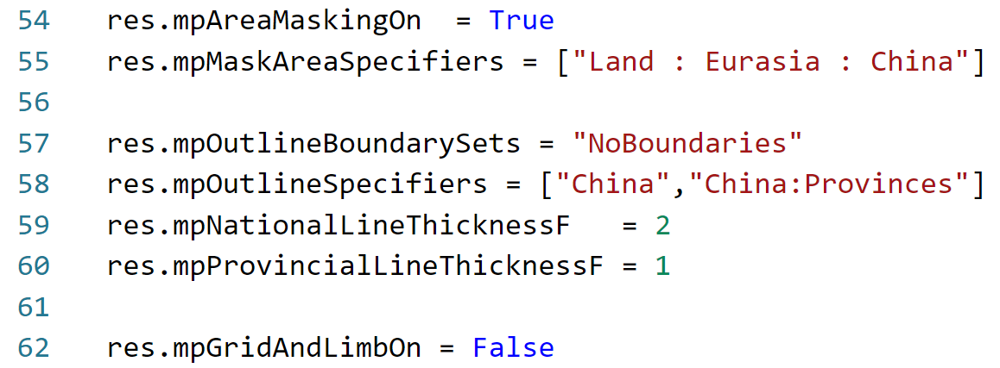 54 res.mpAreaMaskingOn  = True
55 res.mpMaskAreaSpecifiers = ["Land : Eurasia : China"]
56
57 res.mpOutlineBoundarySets = "NoBoundaries"
58 res.mpOutlineSpecifiers = ["China","China:Provinces"]
59 res.mpNationalLineThicknessF   = 2
60 res.mpProvincialLineThicknessF = 1
61
62 res.mpGridAndLimbOn = False